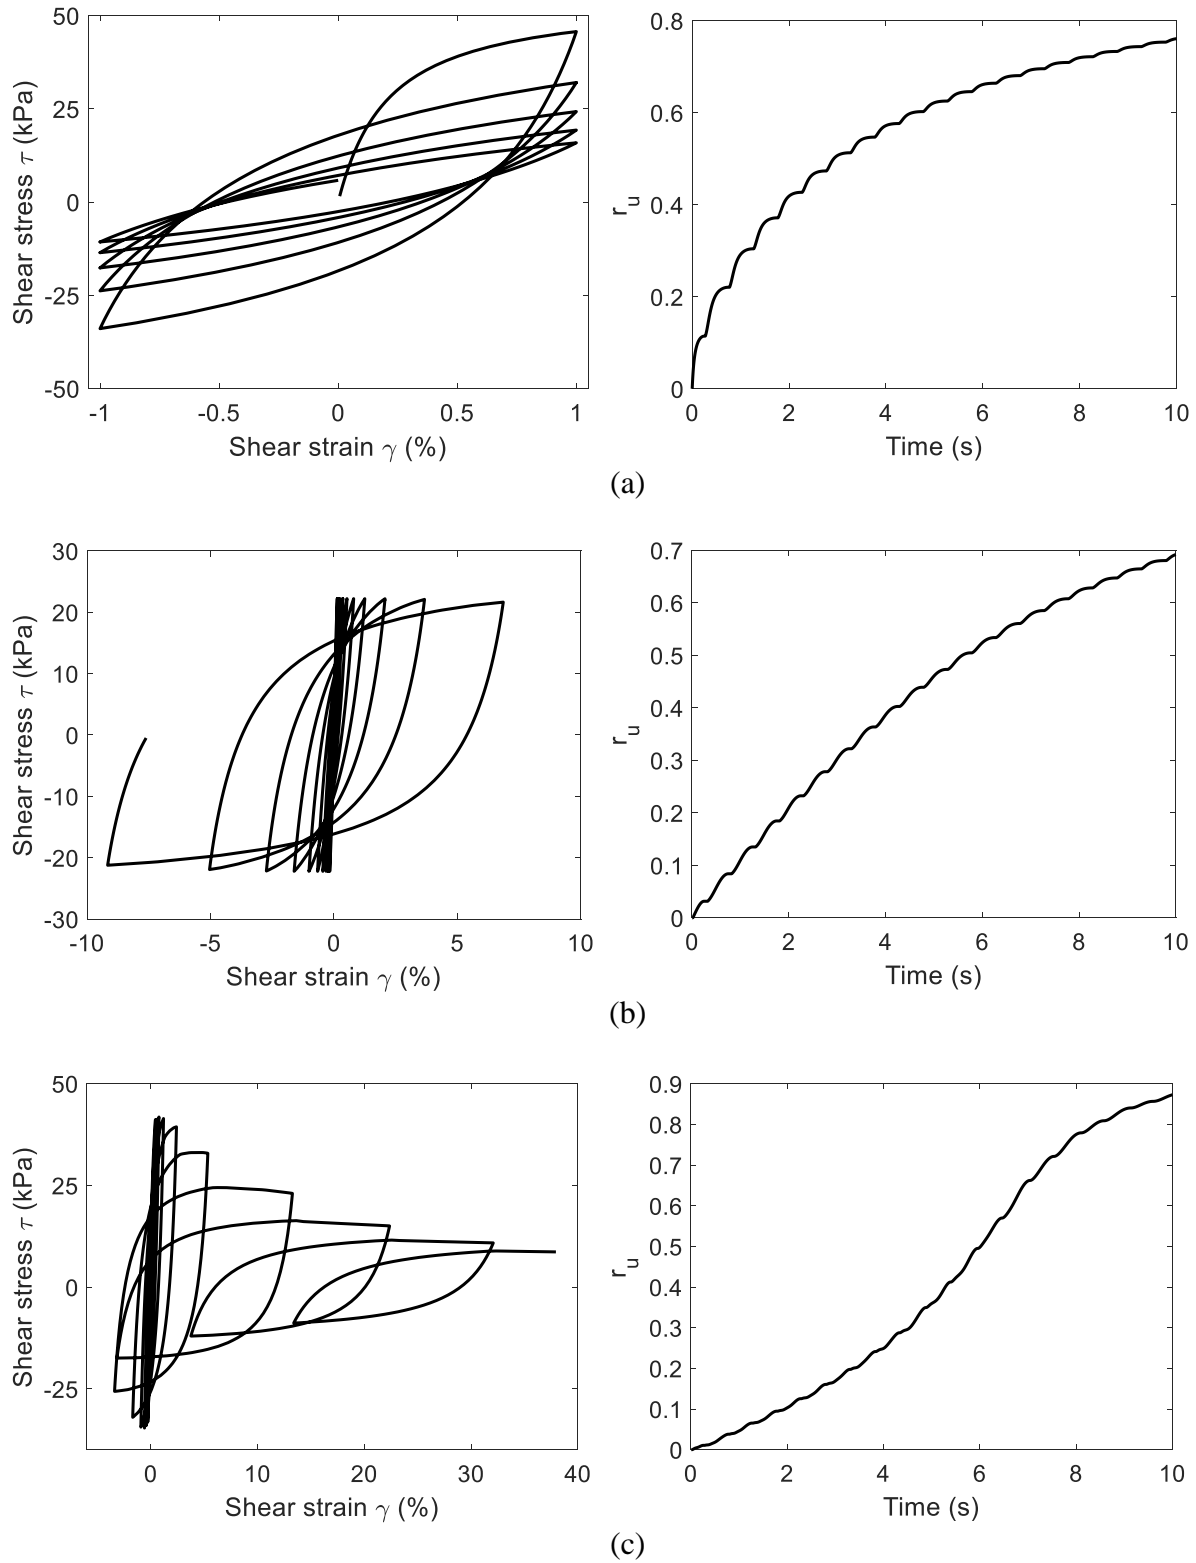 50
25
0
-25
-50
Shear stress τ (kPa)
-1 -0.5 0 0.5 1
Shear strain γ (%)
0.8
0.6
0.4
0.2
0
r_u
0 2 4 6 8 10
Time (s)
(a)
30
20
10
0
-10
-20
-30
Shear stress τ (kPa)
-10 -5 0 5 10
Shear strain γ (%)
0.7
0.6
0.5
0.4
0.3
0.2
0.1
0
r_u
0 2 4 6 8 10
Time (s)
(b)
50
25
0
-25
Shear stress τ (kPa)
0 10 20 30 40
Shear strain γ (%)
0.9
0.8
0.7
0.6
0.5
0.4
0.3
0.2
0.1
0
r_u
0 2 4 6 8 10
Time (s)
(c)